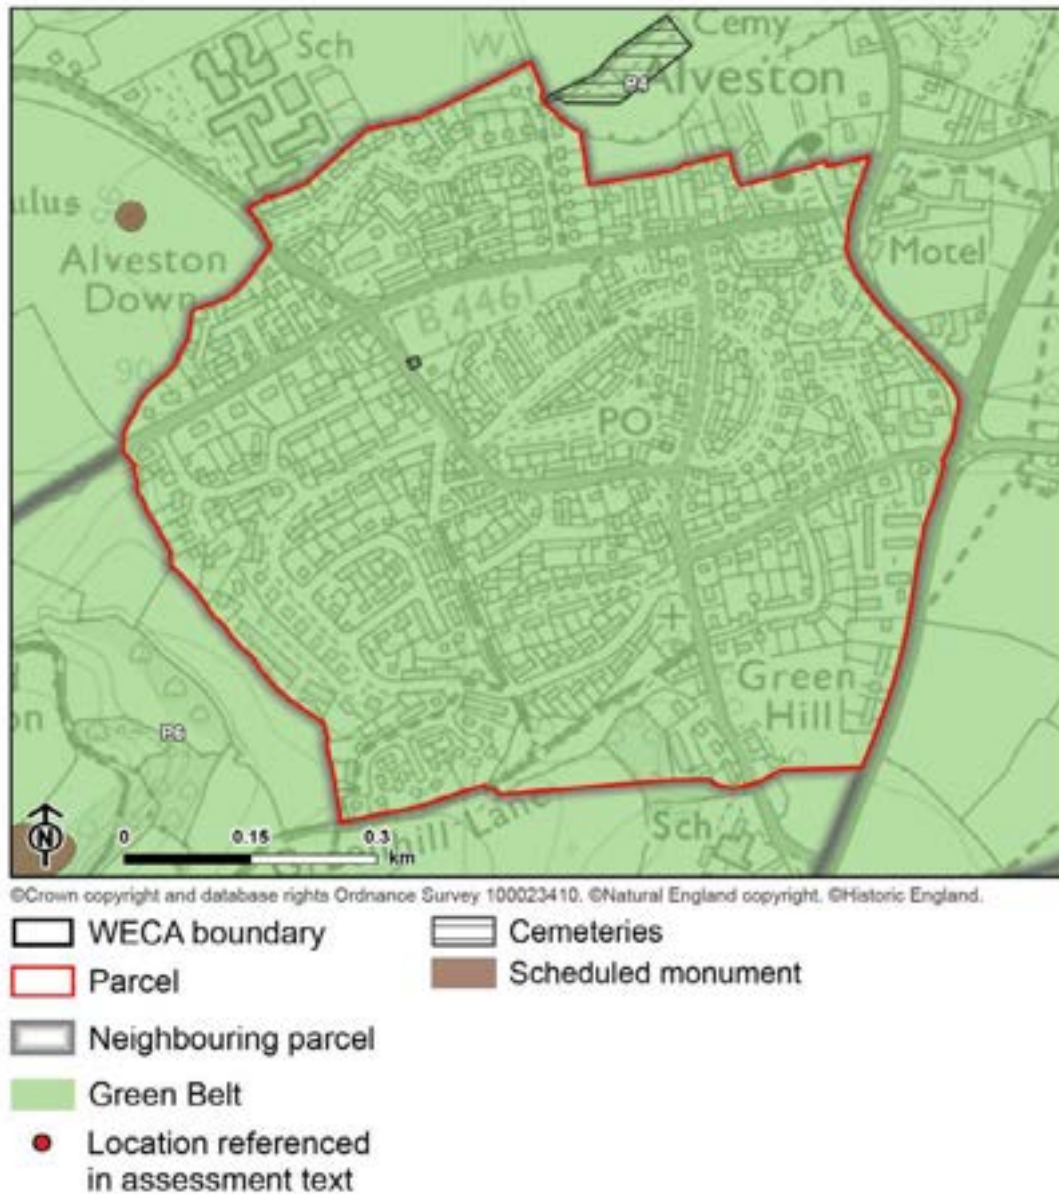 Sch
W
Cemy
P4
Alveston
ulus
Alveston
Down
Motel
90
B 4461
PO
Green
Hill
P6
on
Sch
hill-Lane
N
0 0.15 0.3
km
©Crown copyright and database rights Ordnance Survey 100023410. ©Natural England copyright. ©Historic England.
WECA boundary
Cemeteries
Parcel
Scheduled monument
Neighbouring parcel
Green Belt
Location referenced
in assessment text